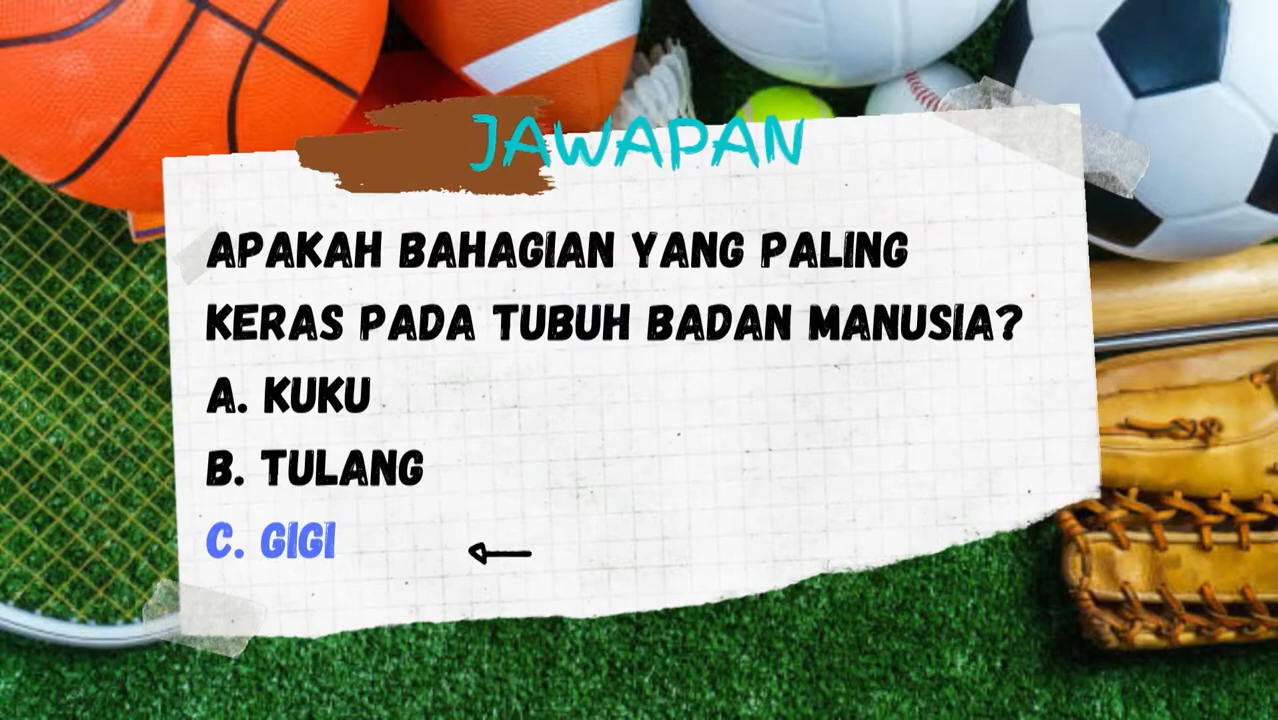 JAWAPAN
APAKAH BAHAGIAN YANG PALING
KERAS PADA TUBUH BADAN MANUSIA?
A. KUKU
B. TULANG
C. GIGI